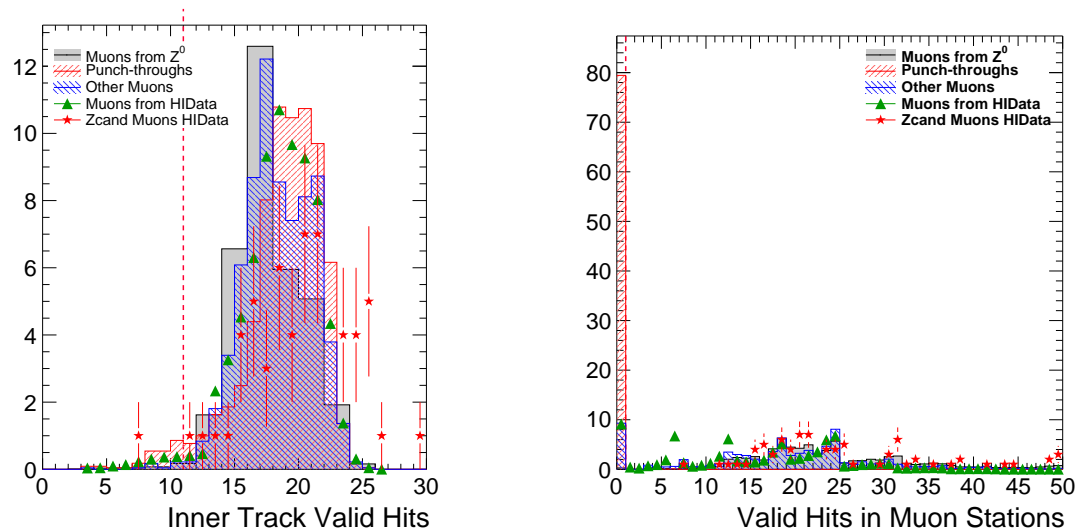 12
10
8
6
4
2
0
0 5 10 15 20 25 30
Inner Track Valid Hits
Muons from Z⁰
Punch-throughs
Other Muons
Muons from HIData
Zcand Muons HIData
80
70
60
50
40
30
20
10
0
0 5 10 15 20 25 30 35 40 45 50
Valid Hits in Muon Stations
Muons from Z⁰
Punch-throughs
Other Muons
Muons from HIData
Zcand Muons HIData